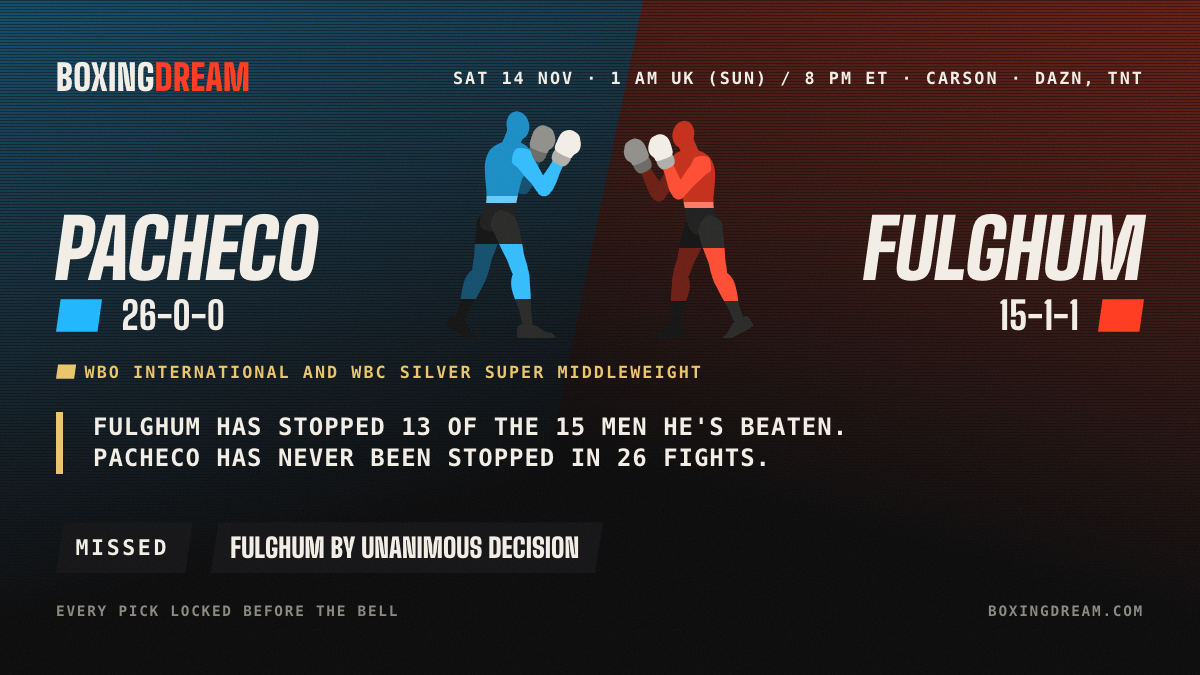 BOXINGDREAM
SAT 14 NOV · 1 AM UK (SUN) / 8 PM ET · CARSON · DAZN, TNT
PACHECO
FULGHUM
26-0-0
15-1-1
WBO INTERNATIONAL AND WBC SILVER SUPER MIDDLEWEIGHT
FULGHUM HAS STOPPED 13 OF THE 15 MEN HE'S BEATEN.
PACHECO HAS NEVER BEEN STOPPED IN 26 FIGHTS.
MISSED
FULGHUM BY UNANIMOUS DECISION
EVERY PICK LOCKED BEFORE THE BELL
BOXINGDREAM.COM